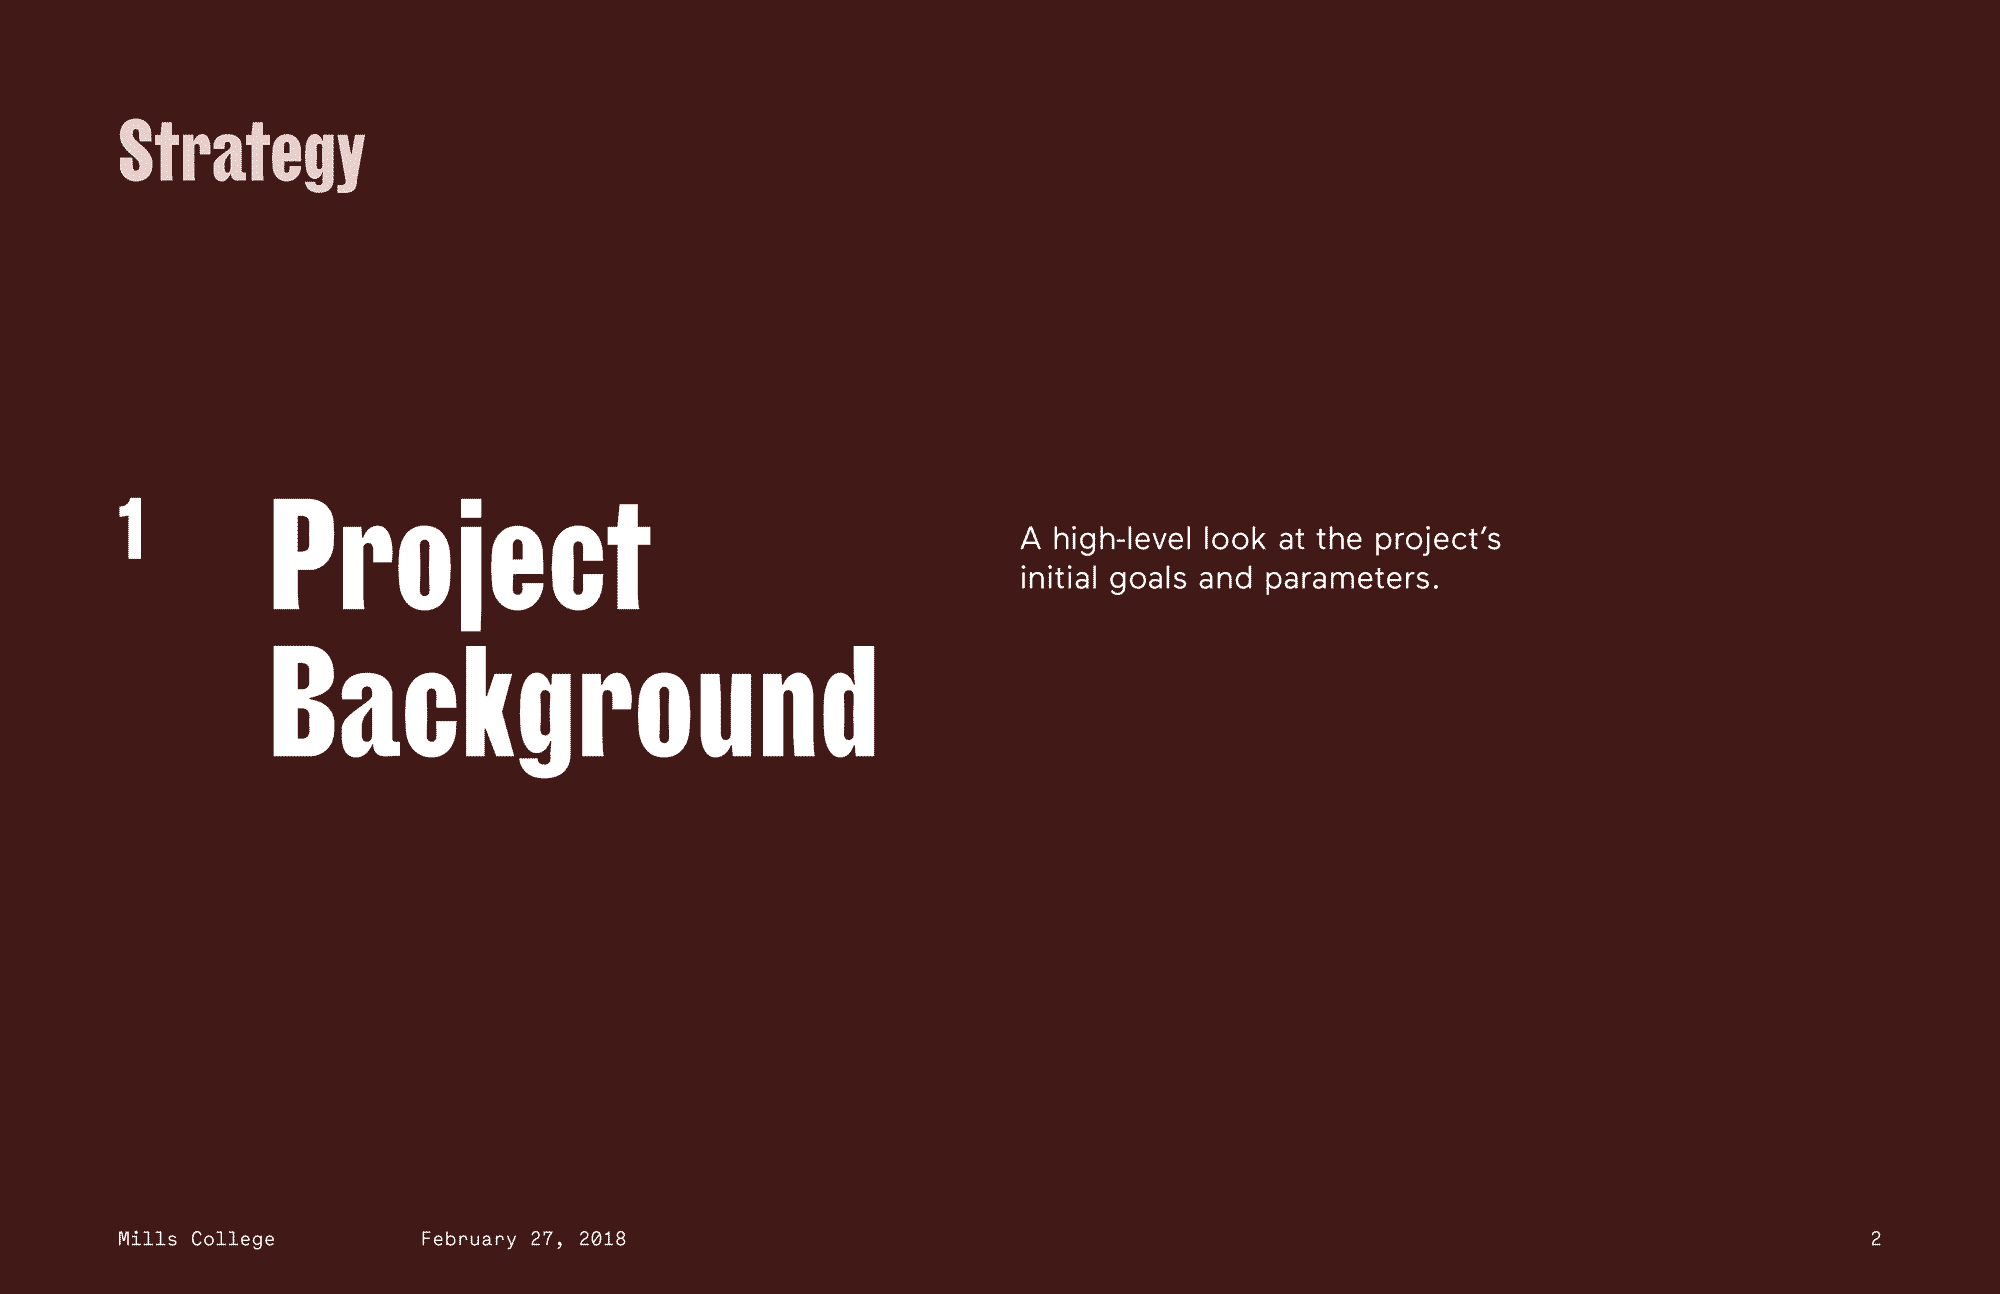 Strategy
1
Project
Background
A high-level look at the project’s
initial goals and parameters.
Mills College
February 27, 2018
2